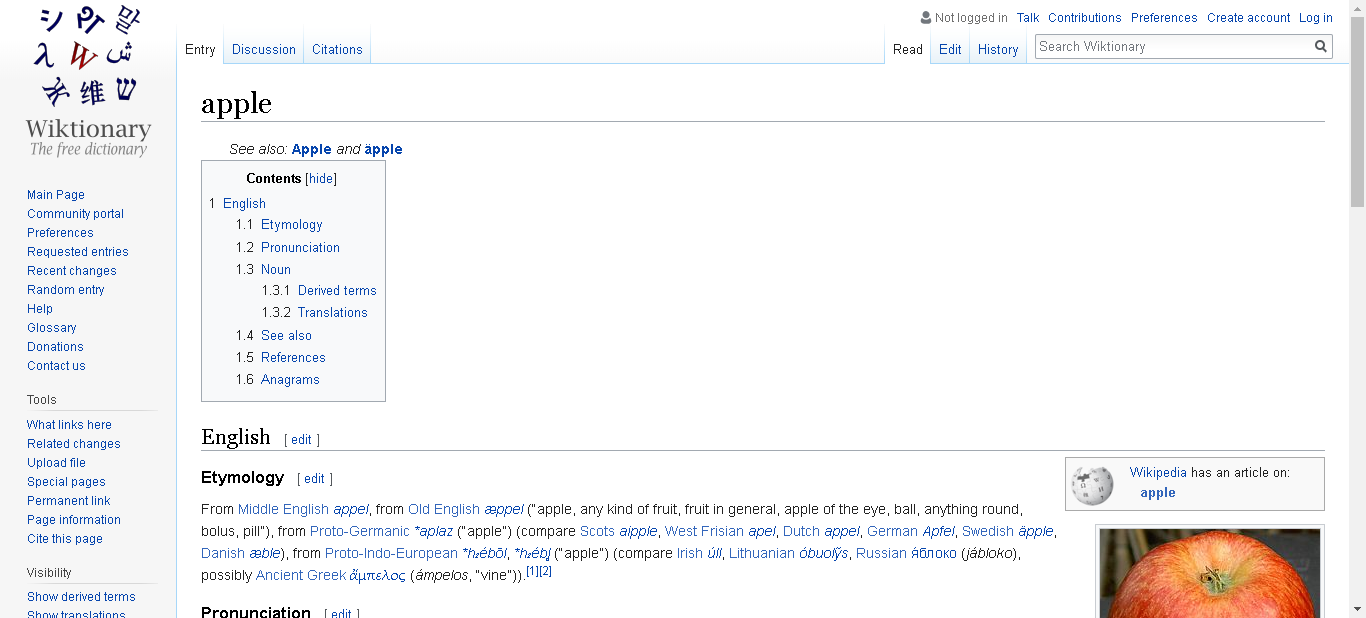 Not logged in Talk Contributions Preferences Create account Log in
Entry Discussion Citations Read Edit History Search Wiktionary
シ 말
W
维
Wiktionary
The free dictionary
Main Page
Community portal
Preferences
Requested entries
Recent changes
Random entry
Help
Glossary
Donations
Contact us
Tools
What links here
Related changes
Upload file
Special pages
Permanent link
Page information
Cite this page
Visibility
Show derived terms
Show translations
apple
See also: Apple and äpple
Contents [hide]
1 English
1.1 Etymology
1.2 Pronunciation
1.3 Noun
1.3.1 Derived terms
1.3.2 Translations
1.4 See also
1.5 References
1.6 Anagrams
English [ edit ]
Etymology [ edit ]
From Middle English appel, from Old English æppel ("apple, any kind of fruit, fruit in general, apple of the eye, ball, anything round,
bolus, pill"), from Proto-Germanic *aplaz ("apple") (compare Scots aipple, West Frisian apel, Dutch appel, German Apfel, Swedish äpple,
Danish æble), from Proto-Indo-European *h₂ébōl, *h₂ébl̥ ("apple") (compare Irish úll, Lithuanian óbuolỹs, Russian я́блоко (jábloko),
possibly Ancient Greek ἄμπελος (ámpelos, "vine")).[1][2]
Pronunciation [ edit ]
Wikipedia has an article on:
apple